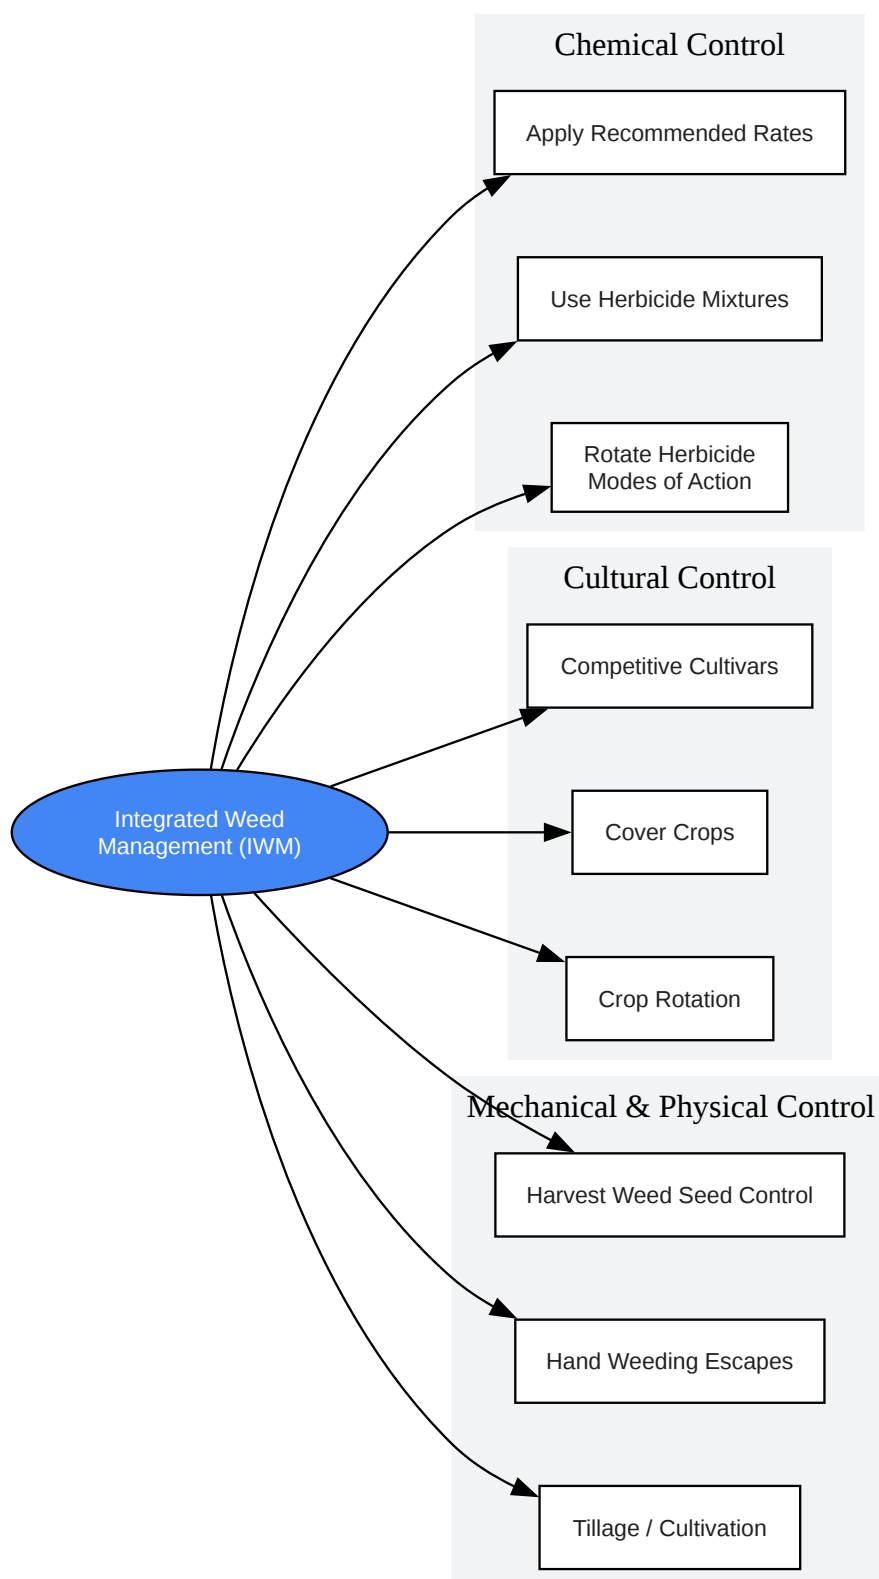 Chemical Control
Apply Recommended Rates
Use Herbicide Mixtures
Rotate Herbicide
Modes of Action
Cultural Control
Competitive Cultivars
Integrated Weed
Management (IWM)
Cover Crops
Crop Rotation
Mechanical & Physical Control
Harvest Weed Seed Control
Hand Weeding Escapes
Tillage / Cultivation